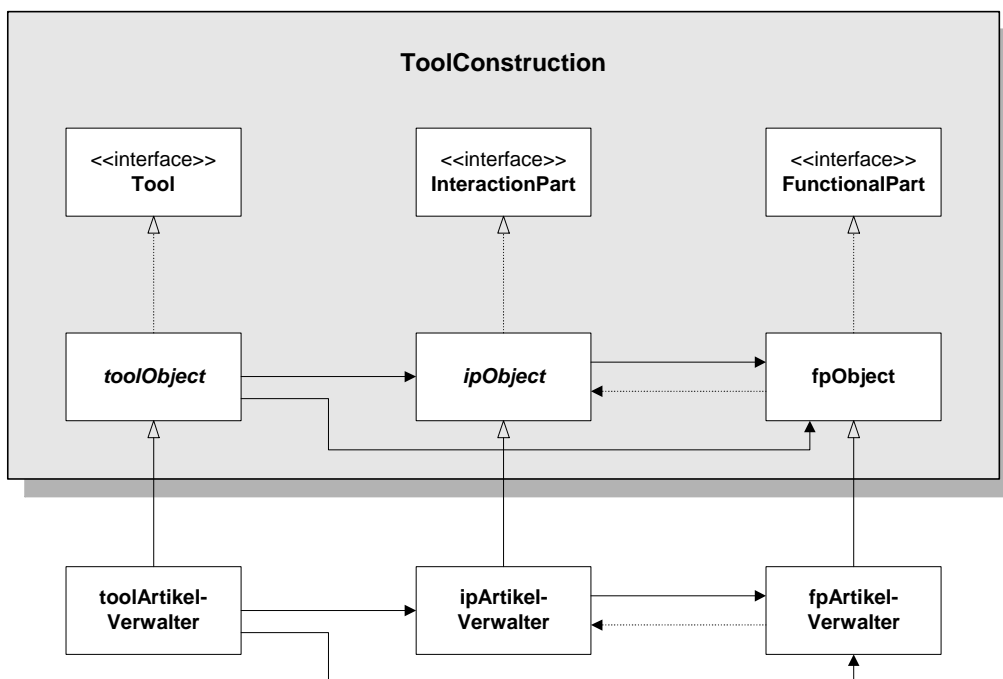 ToolConstruction
<<interface>>
Tool
<<interface>>
InteractionPart
<<interface>>
FunctionalPart
toolObject
ipObject
fpObject
toolArtikel-
Verwalter
ipArtikel-
Verwalter
fpArtikel-
Verwalter